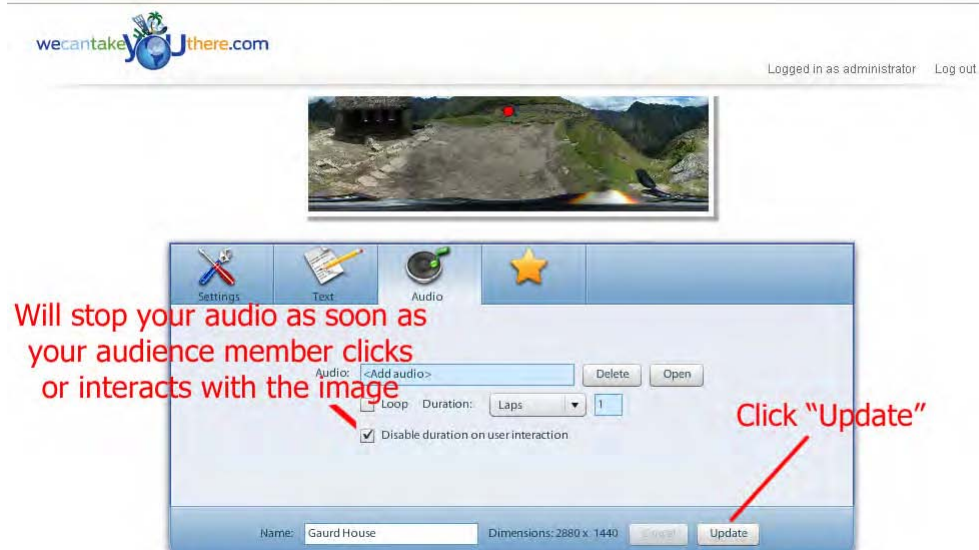 wecantakeYOUthere.com
Logged in as administrator Log out
Settings Text Audio
Will stop your audio as soon as
your audience member clicks
or interacts with the image
Audio: <Add audio> Delete Open
Loop Duration: Laps 1
Disable duration on user interaction
Click “Update”
Name: Gaurd House Dimensions: 2880 x 1440 Cancel Update